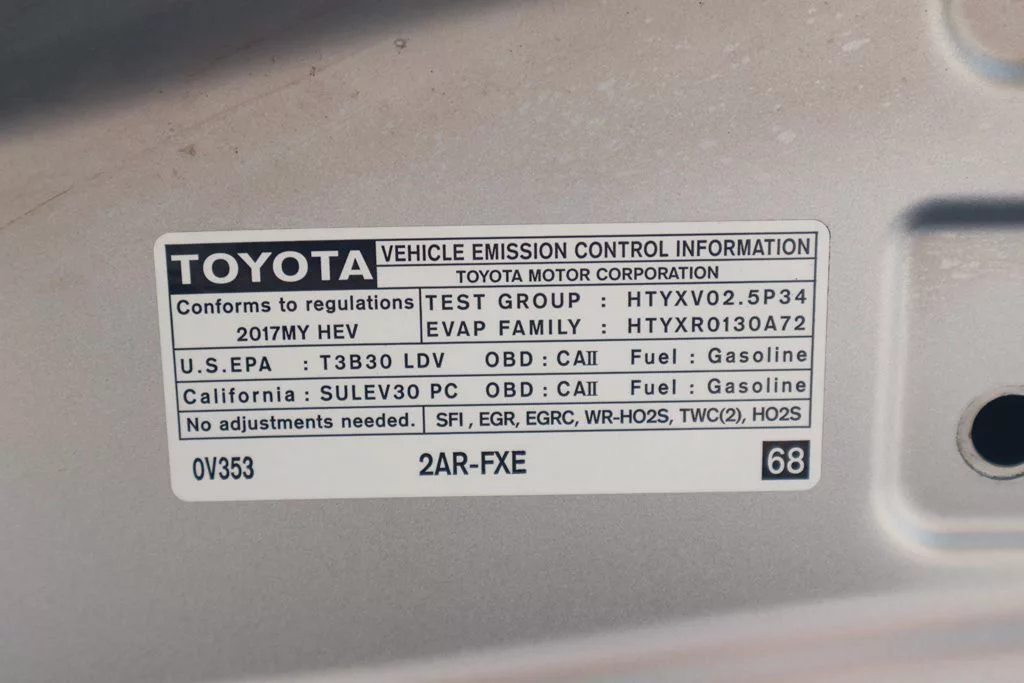 TOYOTA VEHICLE EMISSION CONTROL INFORMATION
TOYOTA MOTOR CORPORATION
Conforms to regulations
2017MY HEV
TEST GROUP : HTYXV02.5P34
EVAP FAMILY : HTYXR0130A72
U.S.EPA : T3B30 LDV OBD : CAII Fuel : Gasoline
California : SULEV30 PC OBD : CAII Fuel : Gasoline
No adjustments needed. SFI , EGR, EGRC, WR-HO2S, TWC(2), HO2S
0V353 2AR-FXE 68